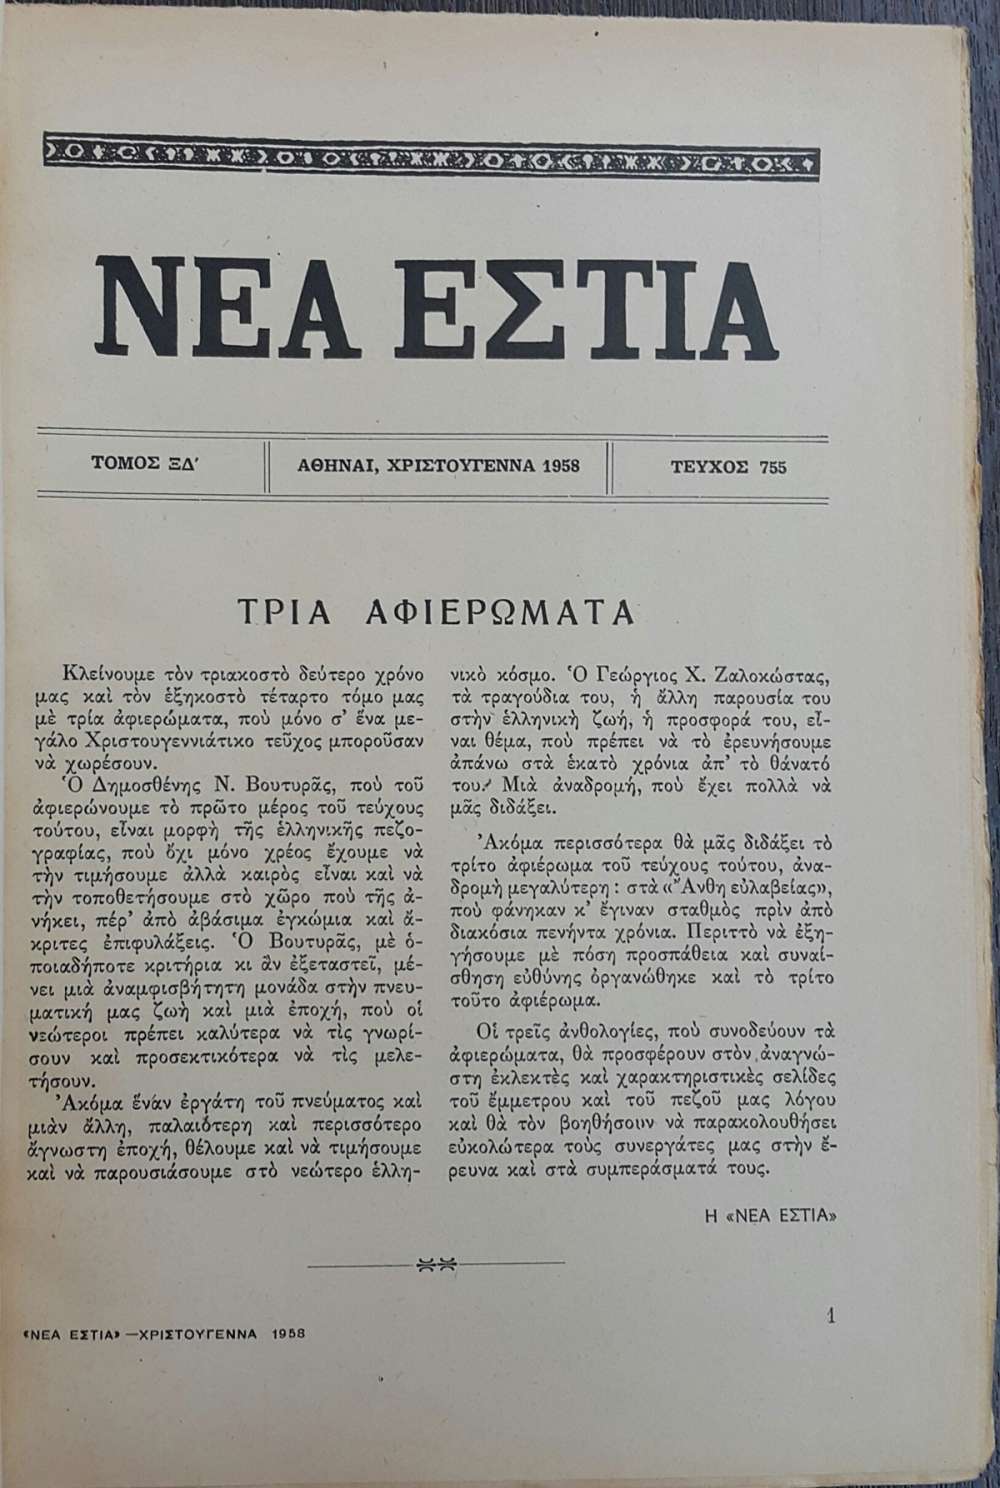 ΝΕΑ ΕΣΤΙΑ
ΤΟΜΟΣ ΞΔ′
ΑΘΗΝΑΙ, ΧΡΙΣΤΟΥΓΕΝΝΑ 1958
ΤΕΥΧΟΣ 755
ΤΡΙΑ ΑΦΙΕΡΩΜΑΤΑ
Κλείνουμε τὸν τριακοστὸ δεύτερο χρόνο
μας καὶ τὸν ἑξηκοστὸ τέταρτο τόμο μας
μὲ τρία ἀφιερώματα, ποὺ μόνο σ’ ἕνα με-
γάλο Χριστουγεννιάτικο τεῦχος μποροῦσαν
νὰ χωρέσουν.
Ὁ Δημοσθένης Ν. Βουτυρᾶς, ποὺ τοῦ
ἀφιερώνουμε τὸ πρῶτο μέρος τοῦ τεύχους
τούτου, εἶναι μορφὴ τῆς ἑλληνικῆς πεζο-
γραφίας, ποὺ ὄχι μόνο χρέος ἔχουμε νὰ
τὴν τιμήσουμε ἀλλὰ καιρὸς εἶναι καὶ νὰ
τὴν τοποθετήσουμε στὸ χῶρο ποὺ τῆς ἀ-
νήκει, πέρ’ ἀπὸ ἀβάσιμα ἐγκώμια καὶ ἄ-
κριτες ἐπιφυλάξεις. Ὁ Βουτυρᾶς, μὲ ὁ-
ποιαδήποτε κριτήρια κι ἂν ἐξεταστεῖ, μέ-
νει μιὰ ἀναμφισβήτητη μονάδα στὴν πνευ-
ματική μας ζωὴ καὶ μιὰ ἐποχή, ποὺ οἱ
νεώτεροι πρέπει καλύτερα νὰ τὶς γνωρί-
σουν καὶ προσεκτικότερα νὰ τὶς μελε-
τήσουν.
Ἀκόμα ἕναν ἐργάτη τοῦ πνεύματος καὶ
μιὰν ἄλλη, παλαιότερη καὶ περισσότερο
ἄγνωστη ἐποχή, θέλουμε καὶ νὰ τιμήσουμε
καὶ νὰ παρουσιάσουμε στὸ νεώτερο ἑλλη-
νικὸ κόσμο. Ὁ Γεώργιος Χ. Ζαλοκώστας,
τὰ τραγούδια του, ἡ ἄλλη παρουσία του
στὴν ἑλληνικὴ ζωή, ἡ προσφορά του, εἶ-
ναι θέμα, ποὺ πρέπει νὰ τὸ ἐρευνήσουμε
ἀπάνω στὰ ἑκατὸ χρόνια ἀπ’ τὸ θάνατό
του. Μιὰ ἀναδρομή, ποὺ ἔχει πολλὰ νὰ
μᾶς διδάξει.
Ἀκόμα περισσότερα θὰ μᾶς διδάξει τὸ
τρίτο ἀφιέρωμα τοῦ τεύχους τούτου, ἀνα-
δρομὴ μεγαλύτερη : στὰ «Ἄνθη εὐλαβείας»,
ποὺ φάνηκαν κ’ ἔγιναν σταθμὸς πρὶν ἀπὸ
διακόσια πενήντα χρόνια. Περιττὸ νὰ ἐξη-
γήσουμε μὲ πόση προσπάθεια καὶ συναί-
σθηση εὐθύνης ὀργανώθηκε καὶ τὸ τρίτο
τοῦτο ἀφιέρωμα.
Οἱ τρεῖς ἀνθολογίες, ποὺ συνοδεύουν τὰ
ἀφιερώματα, θὰ προσφέρουν στὸν ἀναγνώ-
στη ἐκλεκτὲς καὶ χαρακτηριστικὲς σελίδες
τοῦ ἔμμετρου καὶ τοῦ πεζοῦ μας λόγου
καὶ θὰ τὸν βοηθήσουν νὰ παρακολουθήσει
εὐκολώτερα τοὺς συνεργάτες μας στὴν ἔ-
ρευνα καὶ στὰ συμπεράσματά τους.
Η «ΝΕΑ ΕΣΤΙΑ»
«ΝΕΑ ΕΣΤΙΑ» —ΧΡΙΣΤΟΥΓΕΝΝΑ 1958
1